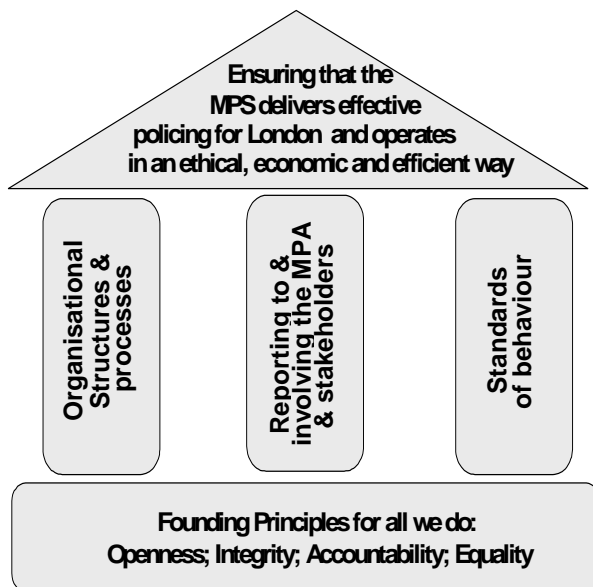 Ensuring that the
MPS delivers effective
policing for London and operates
in an ethical, economic and efficient way
Organisational
Structures &
processes
Reporting to &
involving the MPA
& stakeholders
Standards
of behaviour
Founding Principles for all we do:
Openness; Integrity; Accountability; Equality